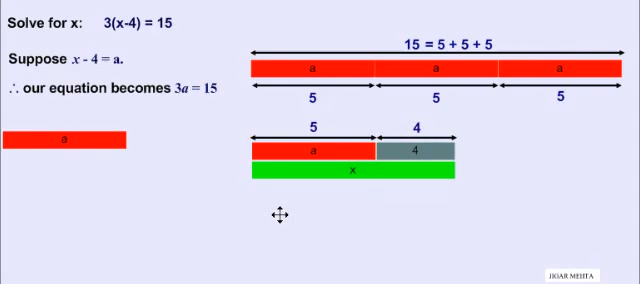 Solve for x: 3(x-4) = 15
Suppose x - 4 = a.
∴ our equation becomes 3a = 15
a
15 = 5 + 5 + 5
a a a
5 5 5
5 4
a 4
x
JIGAR MEHTA